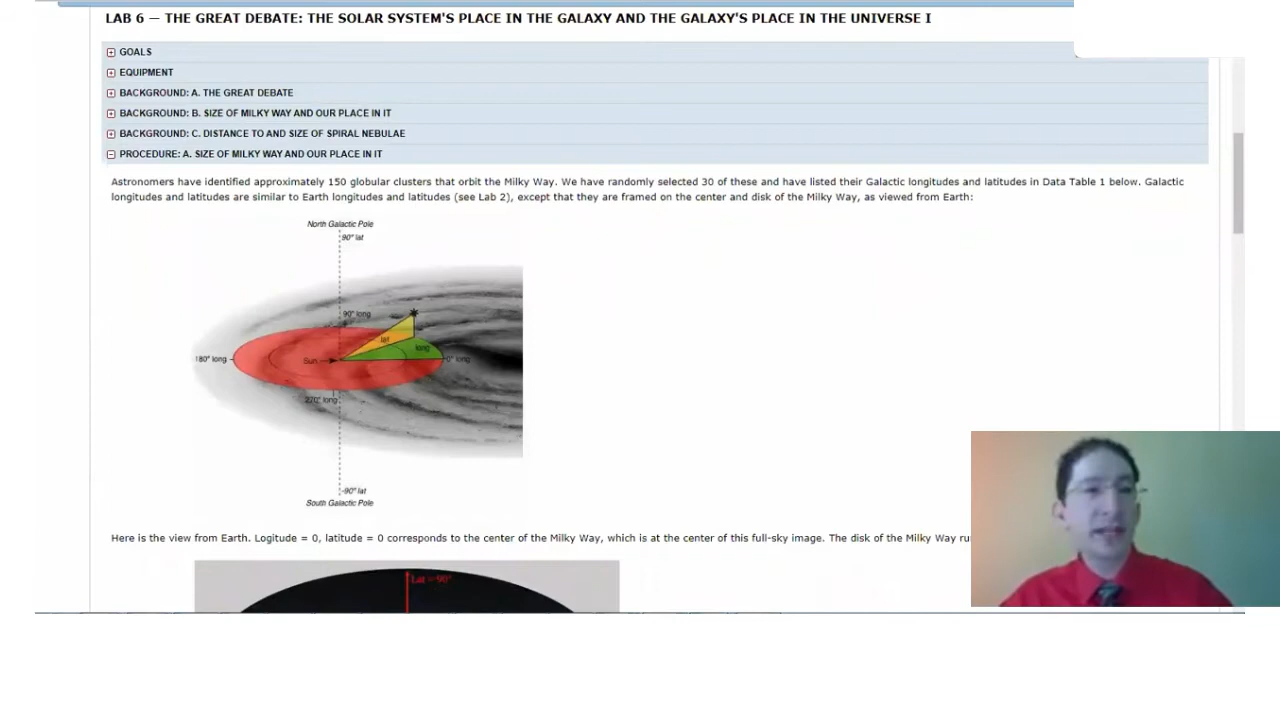 LAB 6 — THE GREAT DEBATE: THE SOLAR SYSTEM'S PLACE IN THE GALAXY AND THE GALAXY'S PLACE IN THE UNIVERSE I
GOALS
EQUIPMENT
BACKGROUND: A. THE GREAT DEBATE
BACKGROUND: B. SIZE OF MILKY WAY AND OUR PLACE IN IT
BACKGROUND: C. DISTANCE TO AND SIZE OF SPIRAL NEBULAE
PROCEDURE: A. SIZE OF MILKY WAY AND OUR PLACE IN IT
Astronomers have identified approximately 150 globular clusters that orbit the Milky Way. We have randomly selected 30 of these and have listed their Galactic longitudes and latitudes in Data Table 1 below. Galactic
longitudes and latitudes are similar to Earth longitudes and latitudes (see Lab 2), except that they are framed on the center and disk of the Milky Way, as viewed from Earth:
North Galactic Pole
90° lat
90° long
lat
long
180° long
Sun
0° long
270° long
-90° lat
South Galactic Pole
Here is the view from Earth. Logitude = 0, latitude = 0 corresponds to the center of the Milky Way, which is at the center of this full-sky image. The disk of the Milky Way ru
Lat = 90°